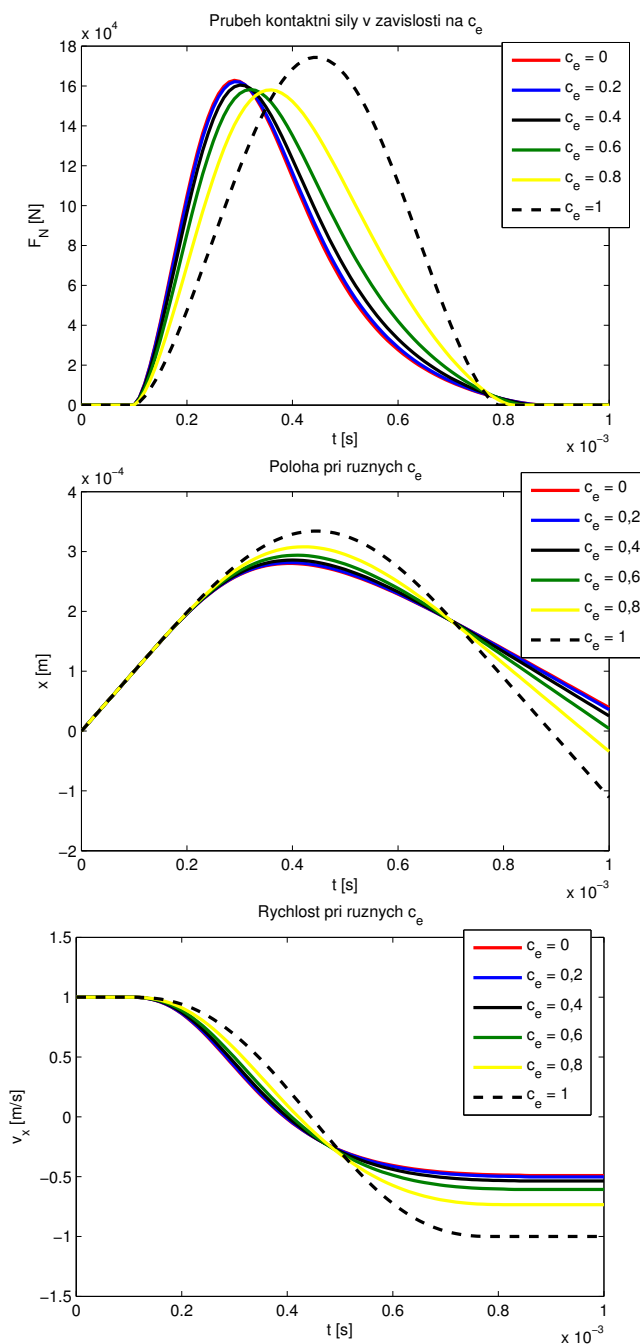 Prubeh kontaktni sily v zavislosti na c_e
x 10^4
18
16
14
12
10
8
6
4
2
0
F_N [N]
0
0.2
0.4
0.6
0.8
1
t [s]
x 10^-3
c_e = 0
c_e = 0.2
c_e = 0.4
c_e = 0.6
c_e = 0.8
c_e =1
Poloha pri ruznych c_e
x 10^-4
4
3
2
1
0
−1
−2
x [m]
0
0.2
0.4
0.6
0.8
1
t [s]
x 10^-3
c_e = 0
c_e = 0,2
c_e = 0,4
c_e = 0,6
c_e = 0,8
c_e = 1
Rychlost pri ruznych c_e
1.5
1
0.5
0
−0.5
−1
−1.5
v_x [m/s]
0
0.2
0.4
0.6
0.8
1
t [s]
x 10^-3
c_e = 0
c_e = 0,2
c_e = 0,4
c_e = 0,6
c_e = 0,8
c_e = 1